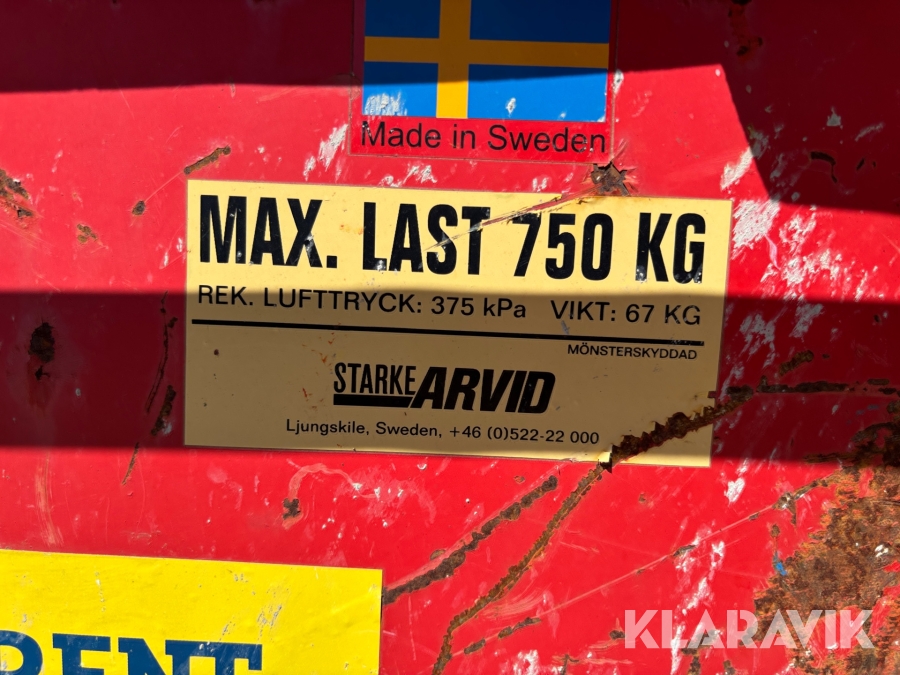 Made in Sweden
MAX. LAST 750 KG
REK. LUFTTRYCK: 375 kPa VIKT: 67 KG
MÖNSTERSKYDDAD
STARKE ARVID
Ljungskile, Sweden, +46 (0)522-22 000
RENT
KLARAVIK